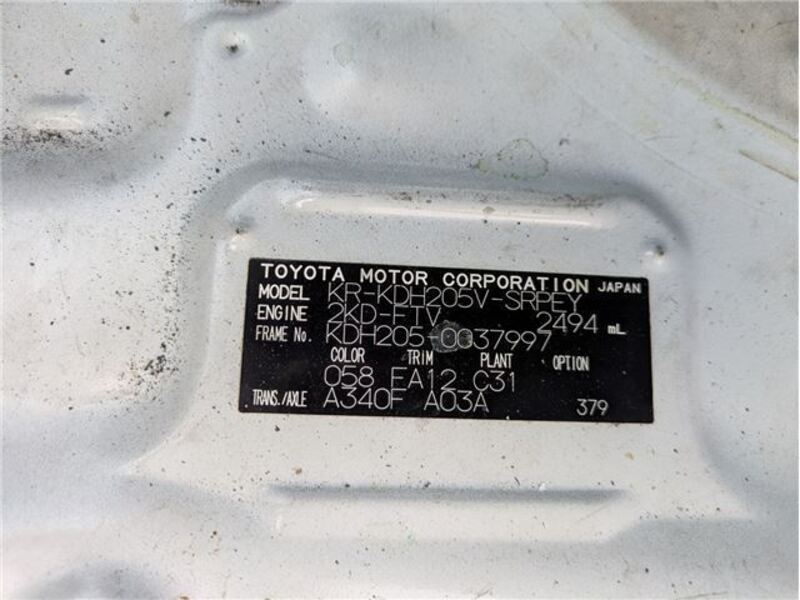 TOYOTA MOTOR CORPORATION JAPAN
MODEL KR-KDH205V-SRPEY
ENGINE 2KD-FTV 2494 mL
FRAME No. KDH205-0037997
COLOR TRIM PLANT OPTION
058 FA12 C31
TRANS./AXLE A340F A03A 379